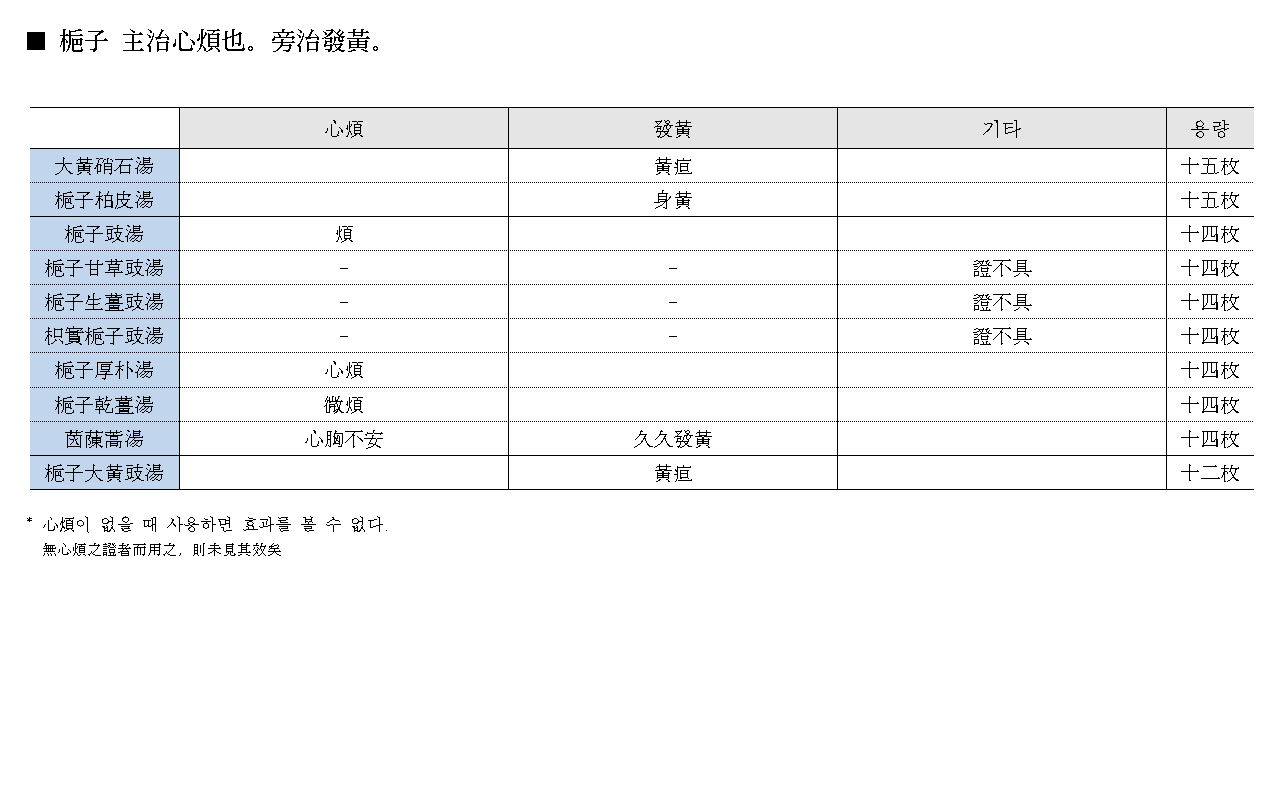 ■ 梔子 主治心煩也。旁治發黃。
心煩 發黃 기타 용량
大黃硝石湯 黃疸 十五枚
梔子柏皮湯 身黃 十五枚
梔子豉湯 煩 十四枚
梔子甘草豉湯 - - 證不具 十四枚
梔子生薑豉湯 - - 證不具 十四枚
枳實梔子豉湯 - - 證不具 十四枚
梔子厚朴湯 心煩 十四枚
梔子乾薑湯 微煩 十四枚
茵蔯蒿湯 心胸不安 久久發黃 十四枚
梔子大黃豉湯 黃疸 十二枚
* 心煩이 없을 때 사용하면 효과를 볼 수 없다.
無心煩之證者而用之, 則未見其效矣